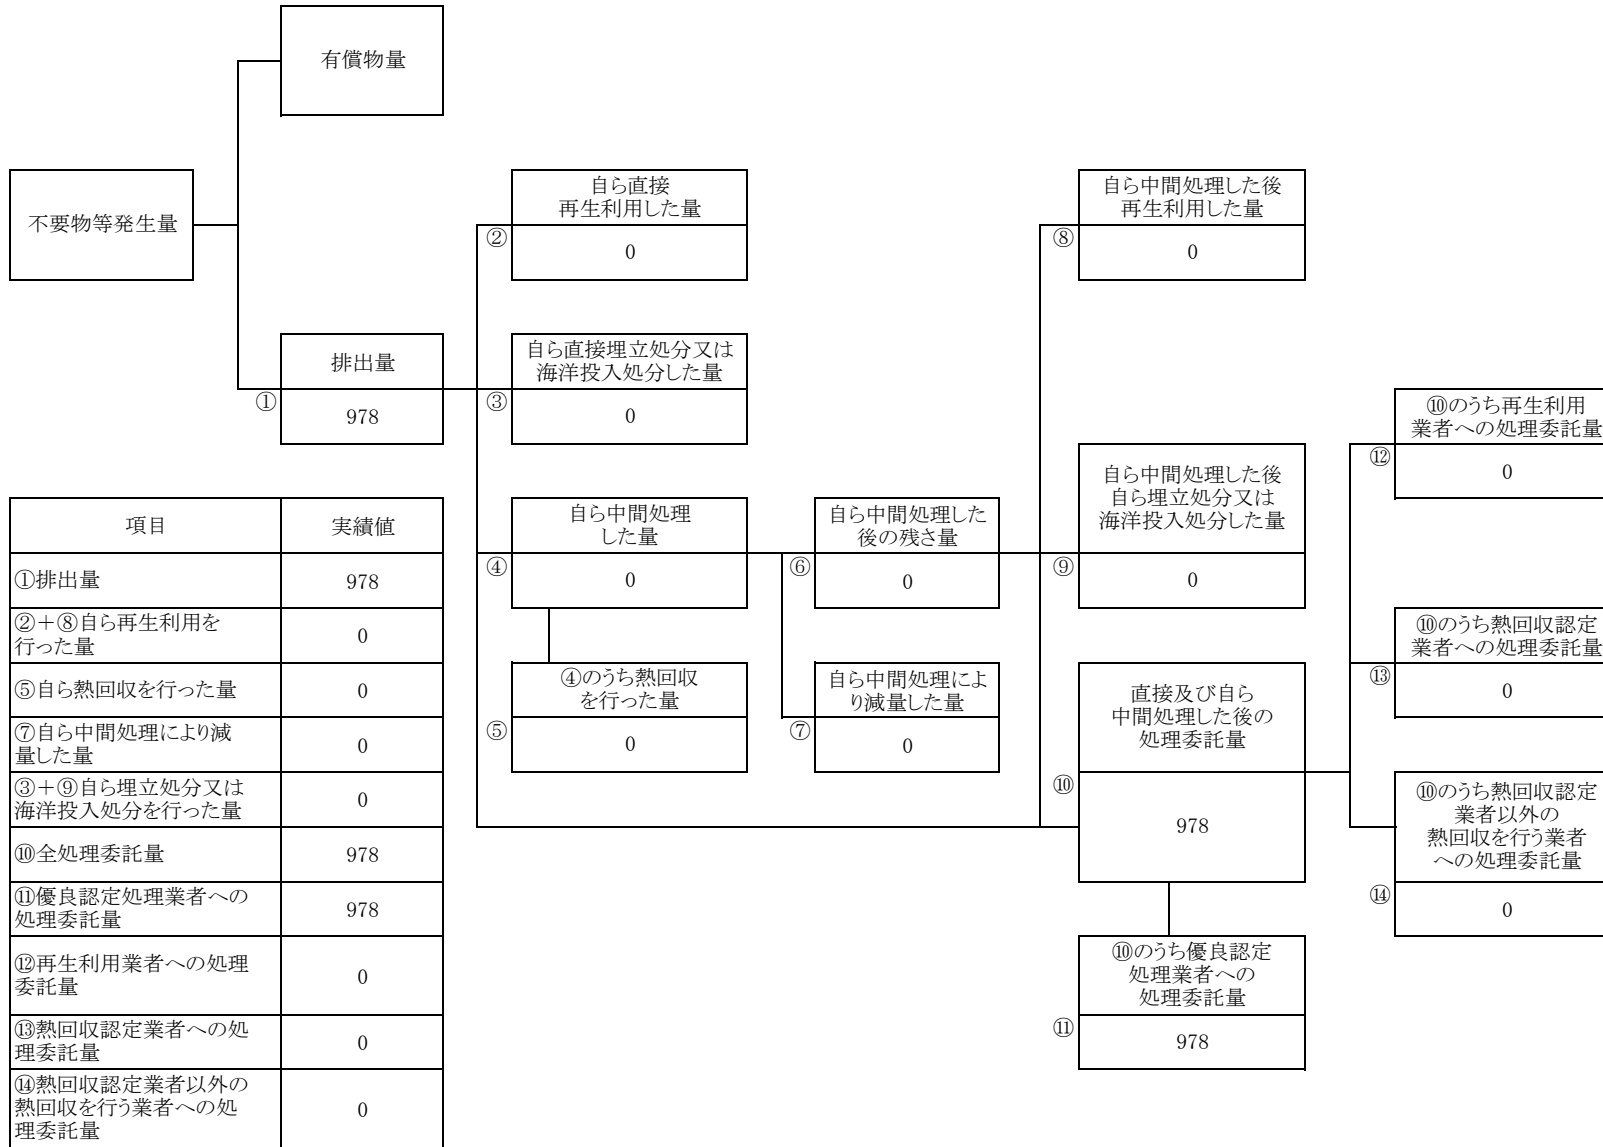 有償物量
不要物等発生量
自ら直接
再生利用した量
②
0
自ら中間処理した後
再生利用した量
⑧
0
排出量
①
978
自ら直接埋立処分又は
海洋投入処分した量
③
0
⑩のうち再生利用
業者への処理委託量
⑫
0
自ら中間処理
した量
④
0
自ら中間処理した
後の残さ量
⑥
0
自ら中間処理した後
自ら埋立処分又は
海洋投入処分した量
⑨
0
⑩のうち熱回収認定
業者への処理委託量
⑬
0
④のうち熱回収
を行った量
⑤
0
自ら中間処理によ
り減量した量
⑦
0
直接及び自ら
中間処理した後の
処理委託量
⑩
978
⑩のうち熱回収認定
業者以外の
熱回収を行う業者
への処理委託量
⑭
0
⑩のうち優良認定
処理業者への
処理委託量
⑪
978
項目 実績値
①排出量 978
②＋⑧自ら再生利用を
行った量 0
⑤自ら熱回収を行った量 0
⑦自ら中間処理により減
量した量 0
③＋⑨自ら埋立処分又は
海洋投入処分を行った量 0
⑩全処理委託量 978
⑪優良認定処理業者への
処理委託量 978
⑫再生利用業者への処理
委託量 0
⑬熱回収認定業者への処
理委託量 0
⑭熱回収認定業者以外の
熱回収を行う業者への処
理委託量 0